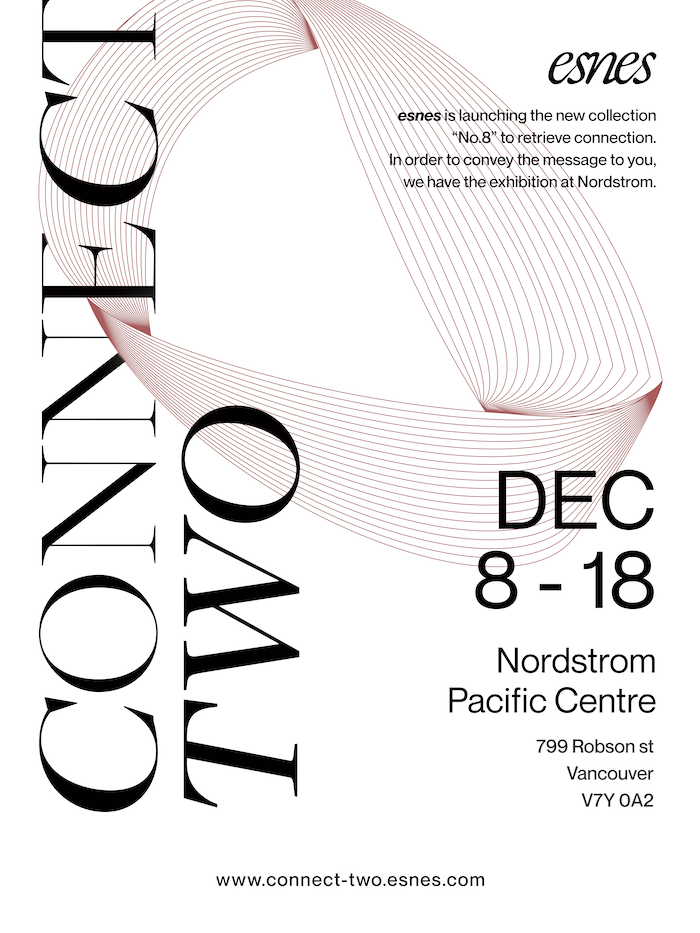 CONNECT
TWO
esnes
esnes is launching the new collection
“No.8” to retrieve connection.
In order to convey the message to you,
we have the exhibition at Nordstrom.
DEC
8 - 18
Nordstrom
Pacific Centre
799 Robson st
Vancouver
V7Y 0A2
www.connect-two.esnes.com